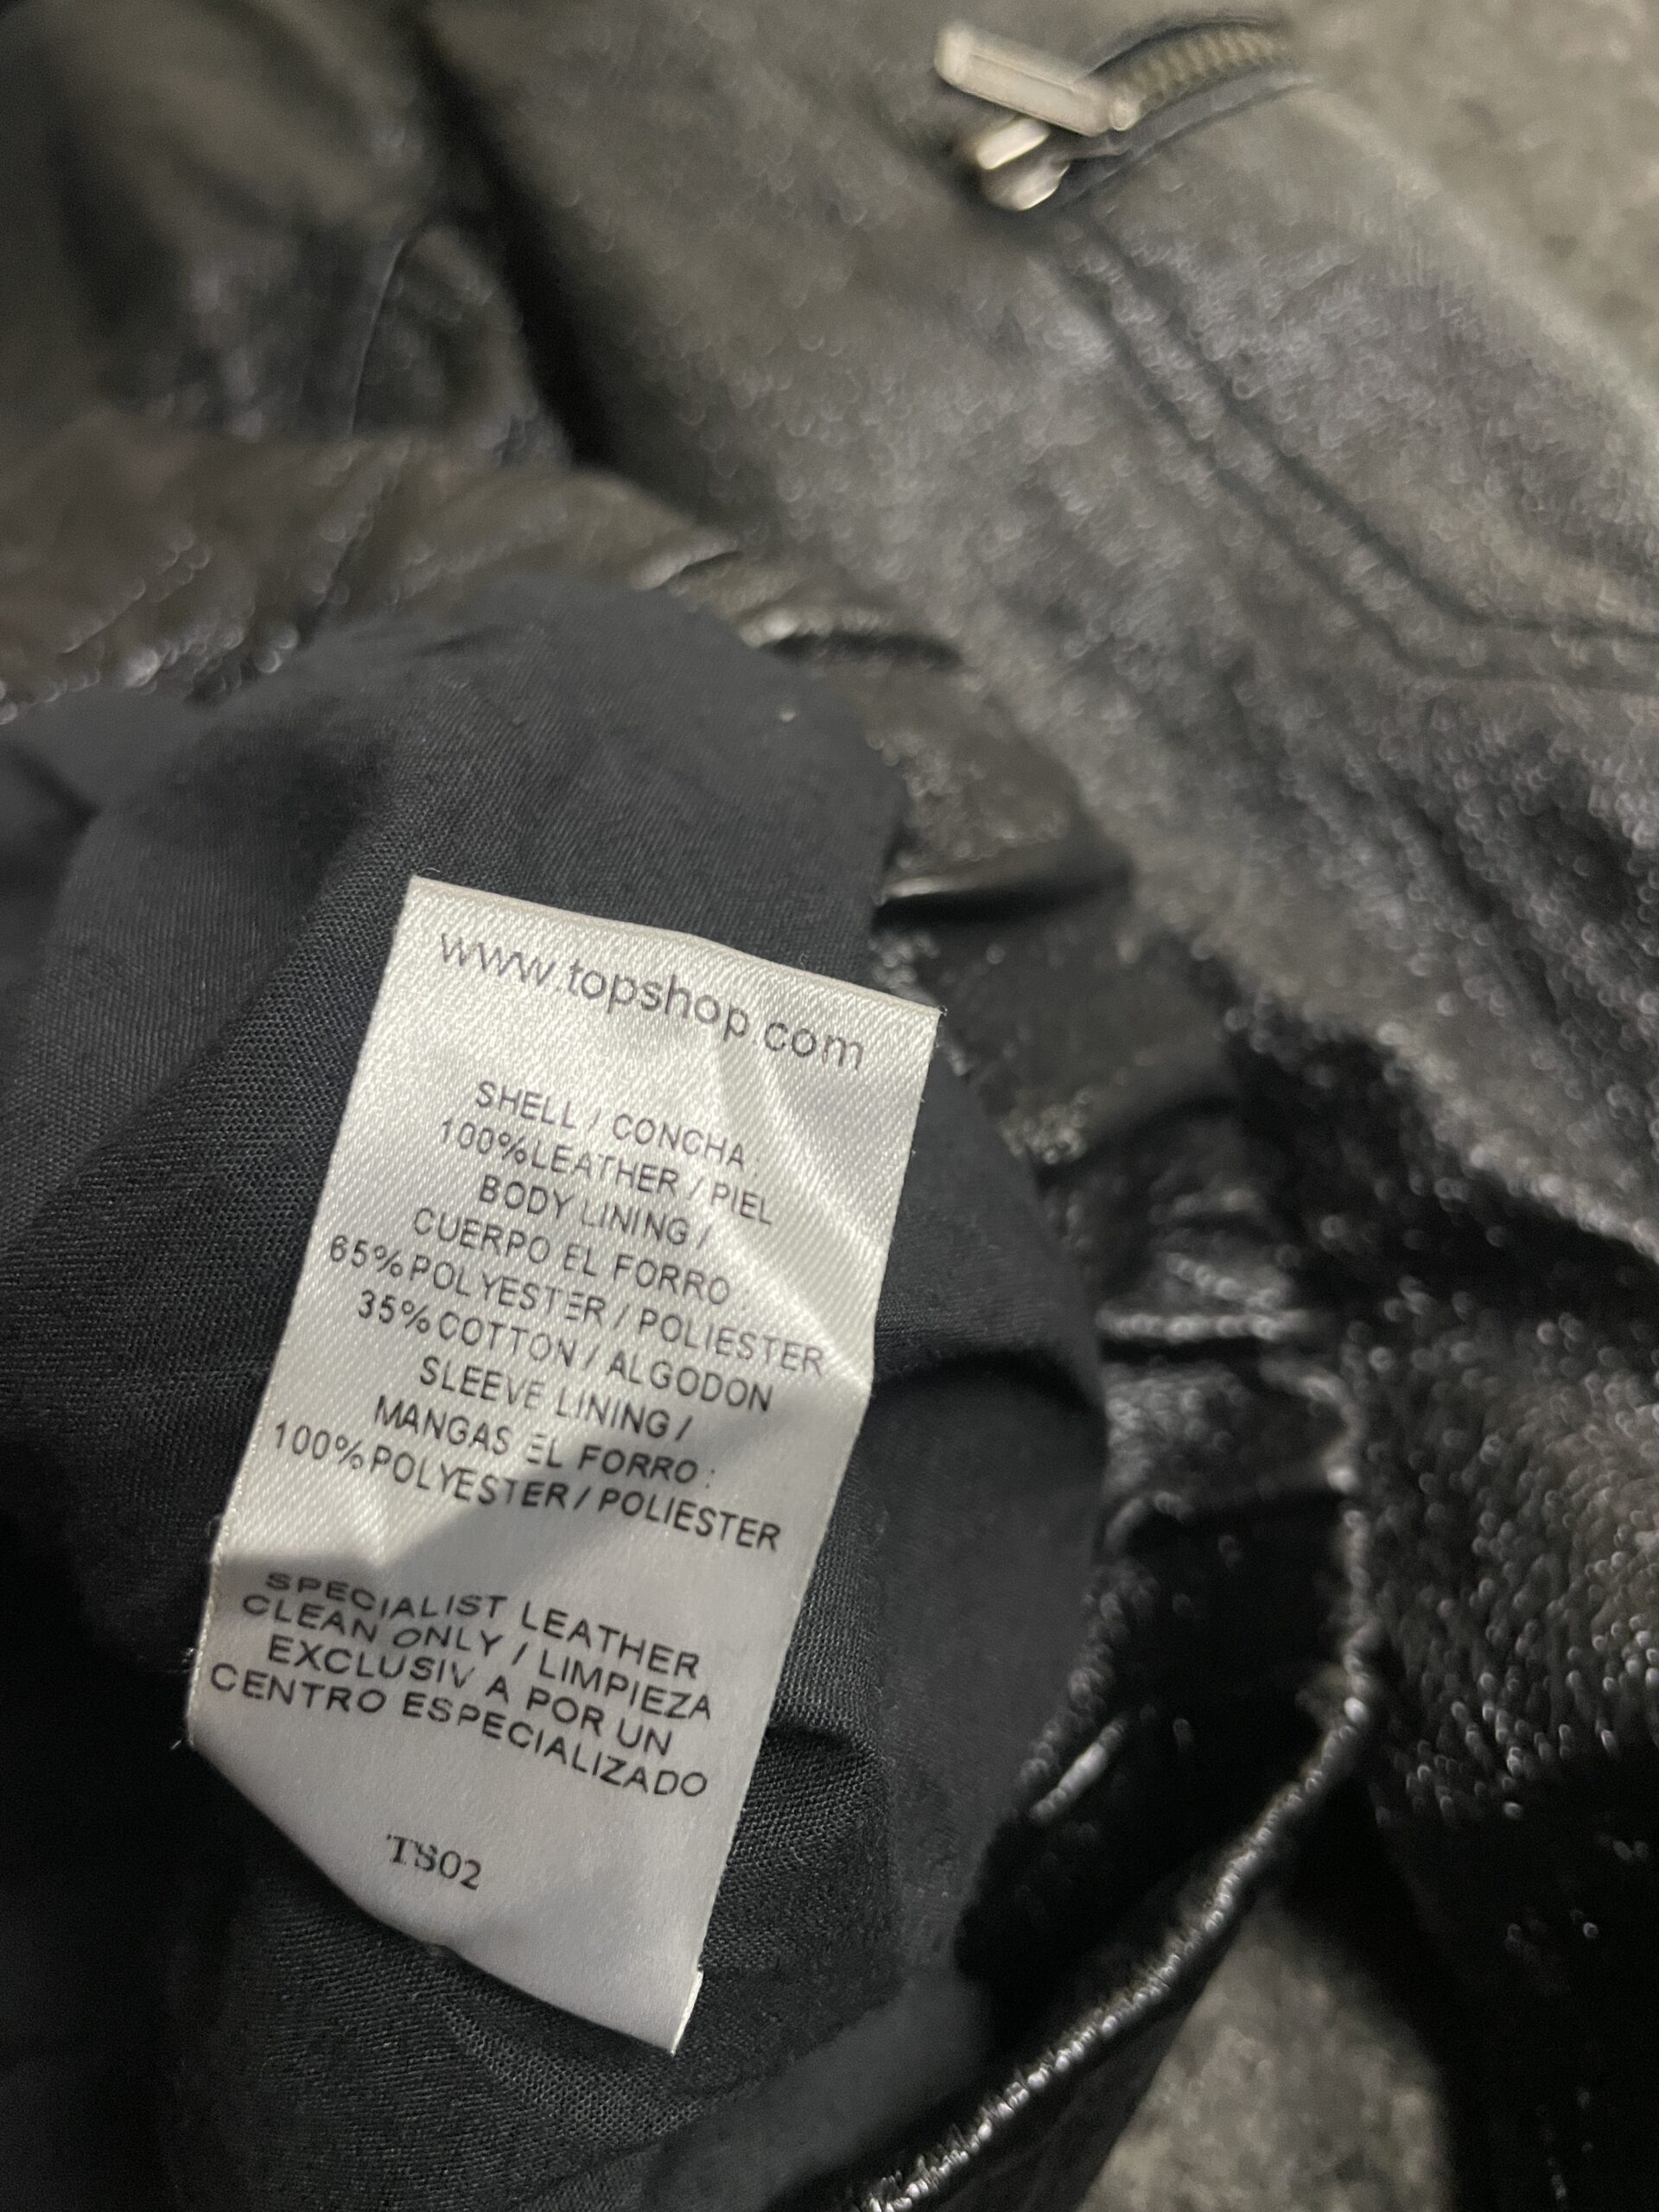 www.topshop.com
SHELL / CONCHA :
100%LEATHER / PIEL
BODY LINING /
CUERPO EL FORRO :
65%POLYESTER / POLIESTER
35%COTTON / ALGODON
SLEEVE LINING /
MANGAS EL FORRO :
100%POLYESTER / POLIESTER
SPECIALIST LEATHER
CLEAN ONLY / LIMPIEZA
EXCLUSIV A POR UN
CENTRO ESPECIALIZADO
TS02